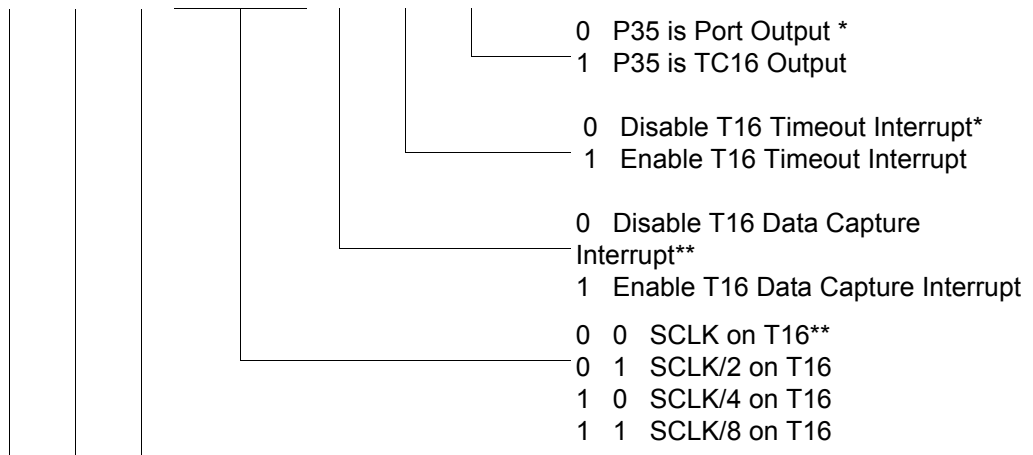 0 P35 is Port Output *
1 P35 is TC16 Output
0 Disable T16 Timeout Interrupt*
1 Enable T16 Timeout Interrupt
0 Disable T16 Data Capture
Interrupt**
1 Enable T16 Data Capture Interrupt
0 0 SCLK on T16**
0 1 SCLK/2 on T16
1 0 SCLK/4 on T16
1 1 SCLK/8 on T16